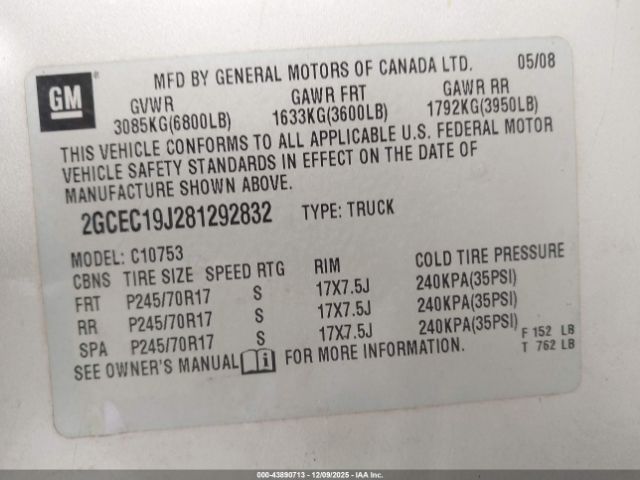 GM
MFD BY GENERAL MOTORS OF CANADA LTD. 05/08
GVWR GAWR FRT GAWR RR
3085KG(6800LB) 1633KG(3600LB) 1792KG(3950LB)
THIS VEHICLE CONFORMS TO ALL APPLICABLE U.S. FEDERAL MOTOR
VEHICLE SAFETY STANDARDS IN EFFECT ON THE DATE OF
MANUFACTURE SHOWN ABOVE.
2GCEC19J281292832 TYPE: TRUCK
MODEL: C10753
CBNS TIRE SIZE SPEED RTG RIM COLD TIRE PRESSURE
FRT P245/70R17 S 17X7.5J 240KPA(35PSI)
RR P245/70R17 S 17X7.5J 240KPA(35PSI)
SPA P245/70R17 S 17X7.5J 240KPA(35PSI) F 152 LB
SEE OWNER'S MANUAL i FOR MORE INFORMATION. T 762 LB
000-43890713 - 12/09/2025 - IAA Inc.